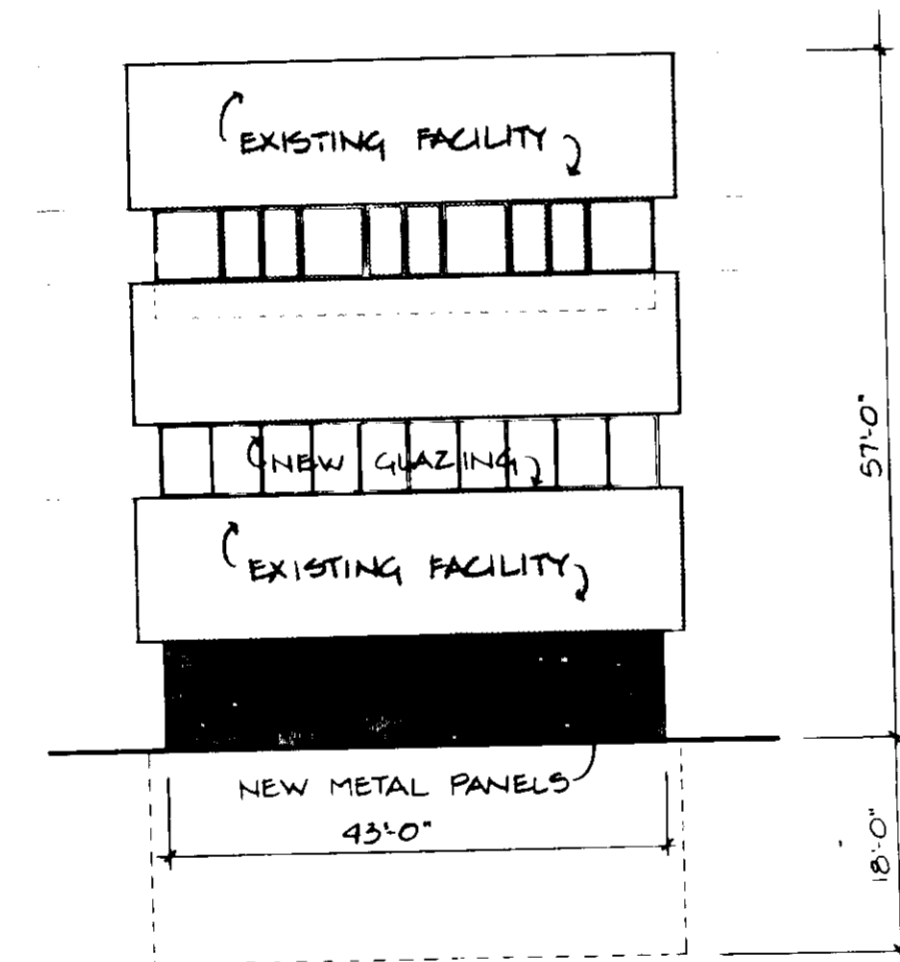 EXISTING FACILITY
57'-0"
NEW GLAZING
EXISTING FACILITY
NEW METAL PANELS
43'-0"
18'-0"